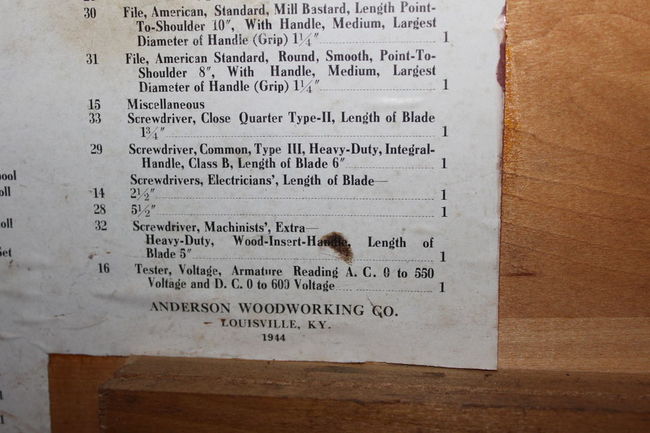 30 File, American, Standard, Mill Bastard, Length Point-
To-Shoulder 10", With Handle, Medium, Largest
Diameter of Handle (Grip) 1¼" 1
31 File, American Standard, Round, Smooth, Point-To-
Shoulder 8", With Handle, Medium, Largest
Diameter of Handle (Grip) 1¼" 1
15 Miscellaneous
33 Screwdriver, Close Quarter Type-II, Length of Blade
1¾" 1
29 Screwdriver, Common, Type III, Heavy-Duty, Integral-
Handle, Class B, Length of Blade 6" 1
Screwdrivers, Electricians', Length of Blade—
14 2½" 1
28 5½" 1
32 Screwdriver, Machinists', Extra—
Heavy-Duty, Wood-Insert-Handle, Length of
Blade 5" 1
16 Tester, Voltage, Armature Reading A. C. 0 to 550
Voltage and D. C. 0 to 600 Voltage 1
ANDERSON WOODWORKING CO.
LOUISVILLE, KY.
1944